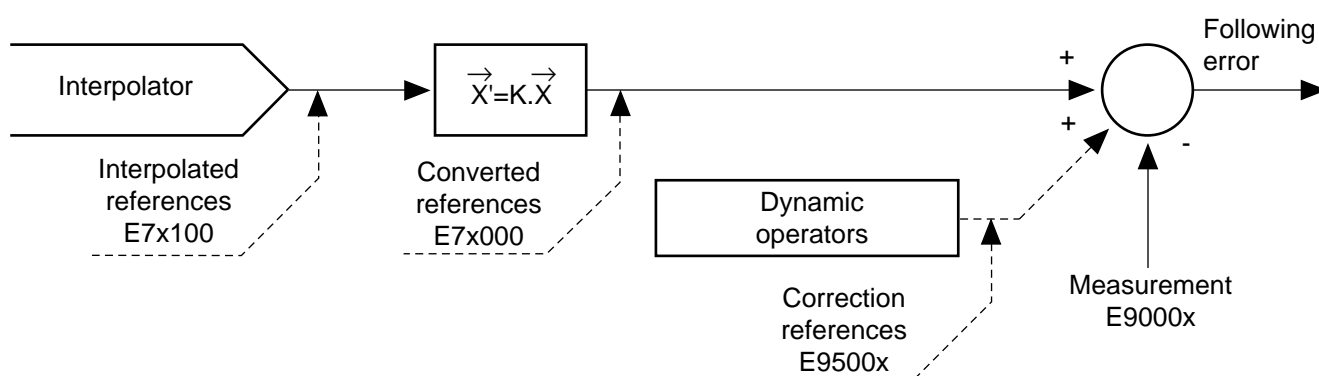 Interpolator
X'=K.X
+
+
-
Following
error
Interpolated
references
E7x100
Converted
references
E7x000
Dynamic
operators
Correction
references
E9500x
Measurement
E9000x